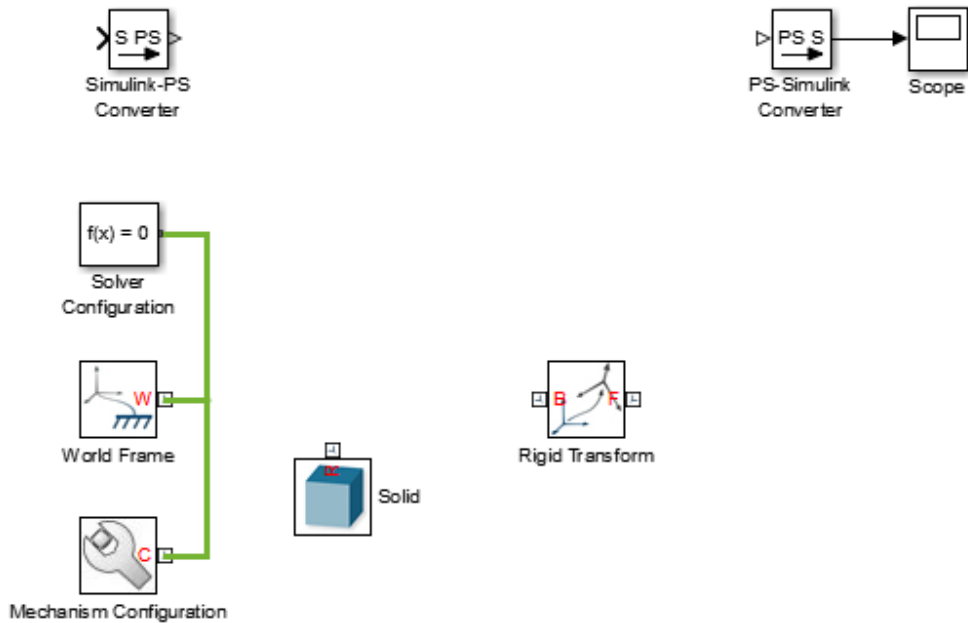 S PS
Simulink-PS
Converter
PS S
PS-Simulink
Converter
Scope
f(x) = 0
Solver
Configuration
W
World Frame
B
F
Rigid Transform
R
Solid
C
Mechanism Configuration